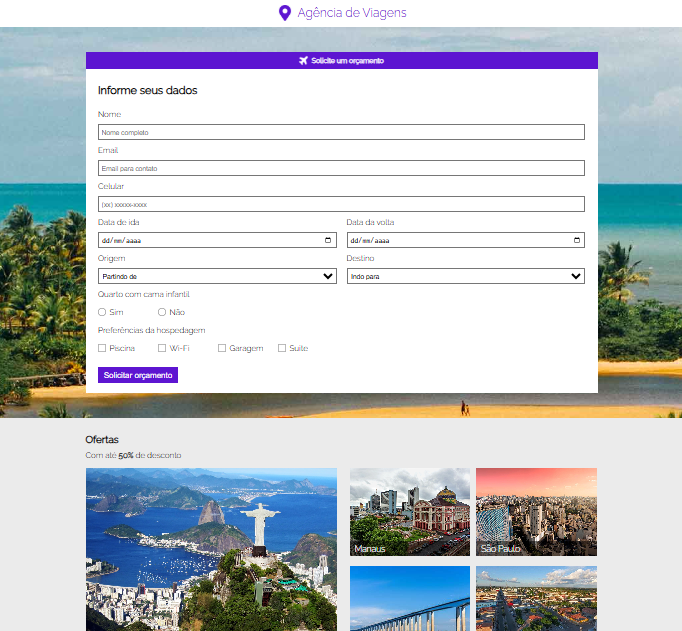 Agência de Viagens
Solicite um orçamento
Informe seus dados
Nome
Nome completo
Email
Email para contato
Celular
(xx) xxxxx-xxxx
Data de ida Data da volta
dd/mm/aaaa dd/mm/aaaa
Origem Destino
Partindo de Indo para
Quarto com cama infantil
Sim Não
Preferências da hospedagem
Piscina Wi-Fi Garagem Suite
Solicitar orçamento
Ofertas
Com até 50% de desconto
Manaus São Paulo